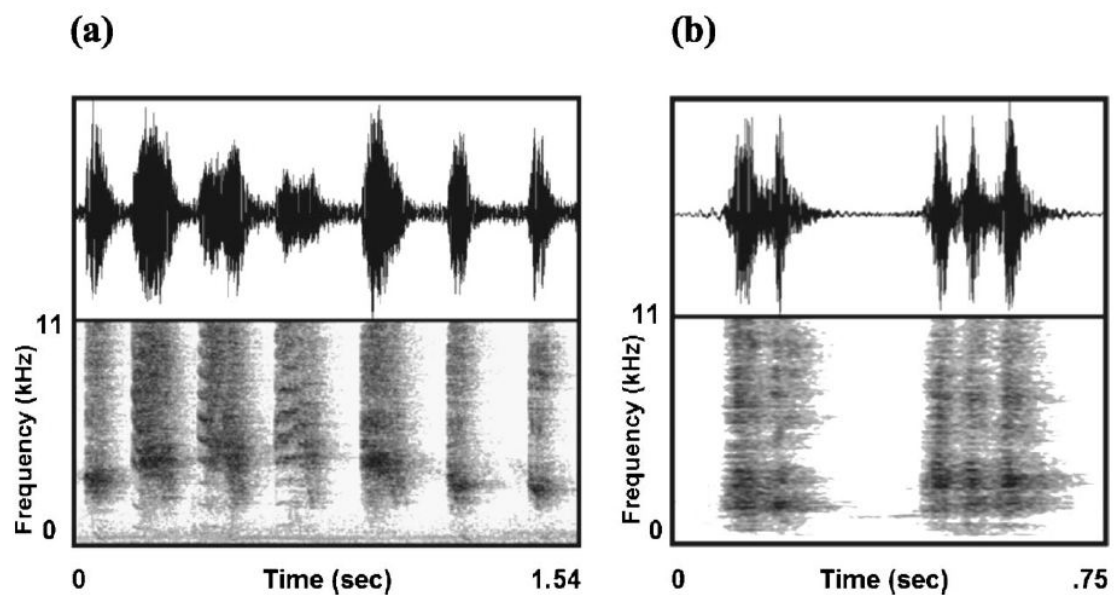 (a)
(b)
11
Frequency (kHz)
0
0 Time (sec) 1.54
11
Frequency (kHz)
0
0 Time (sec) .75